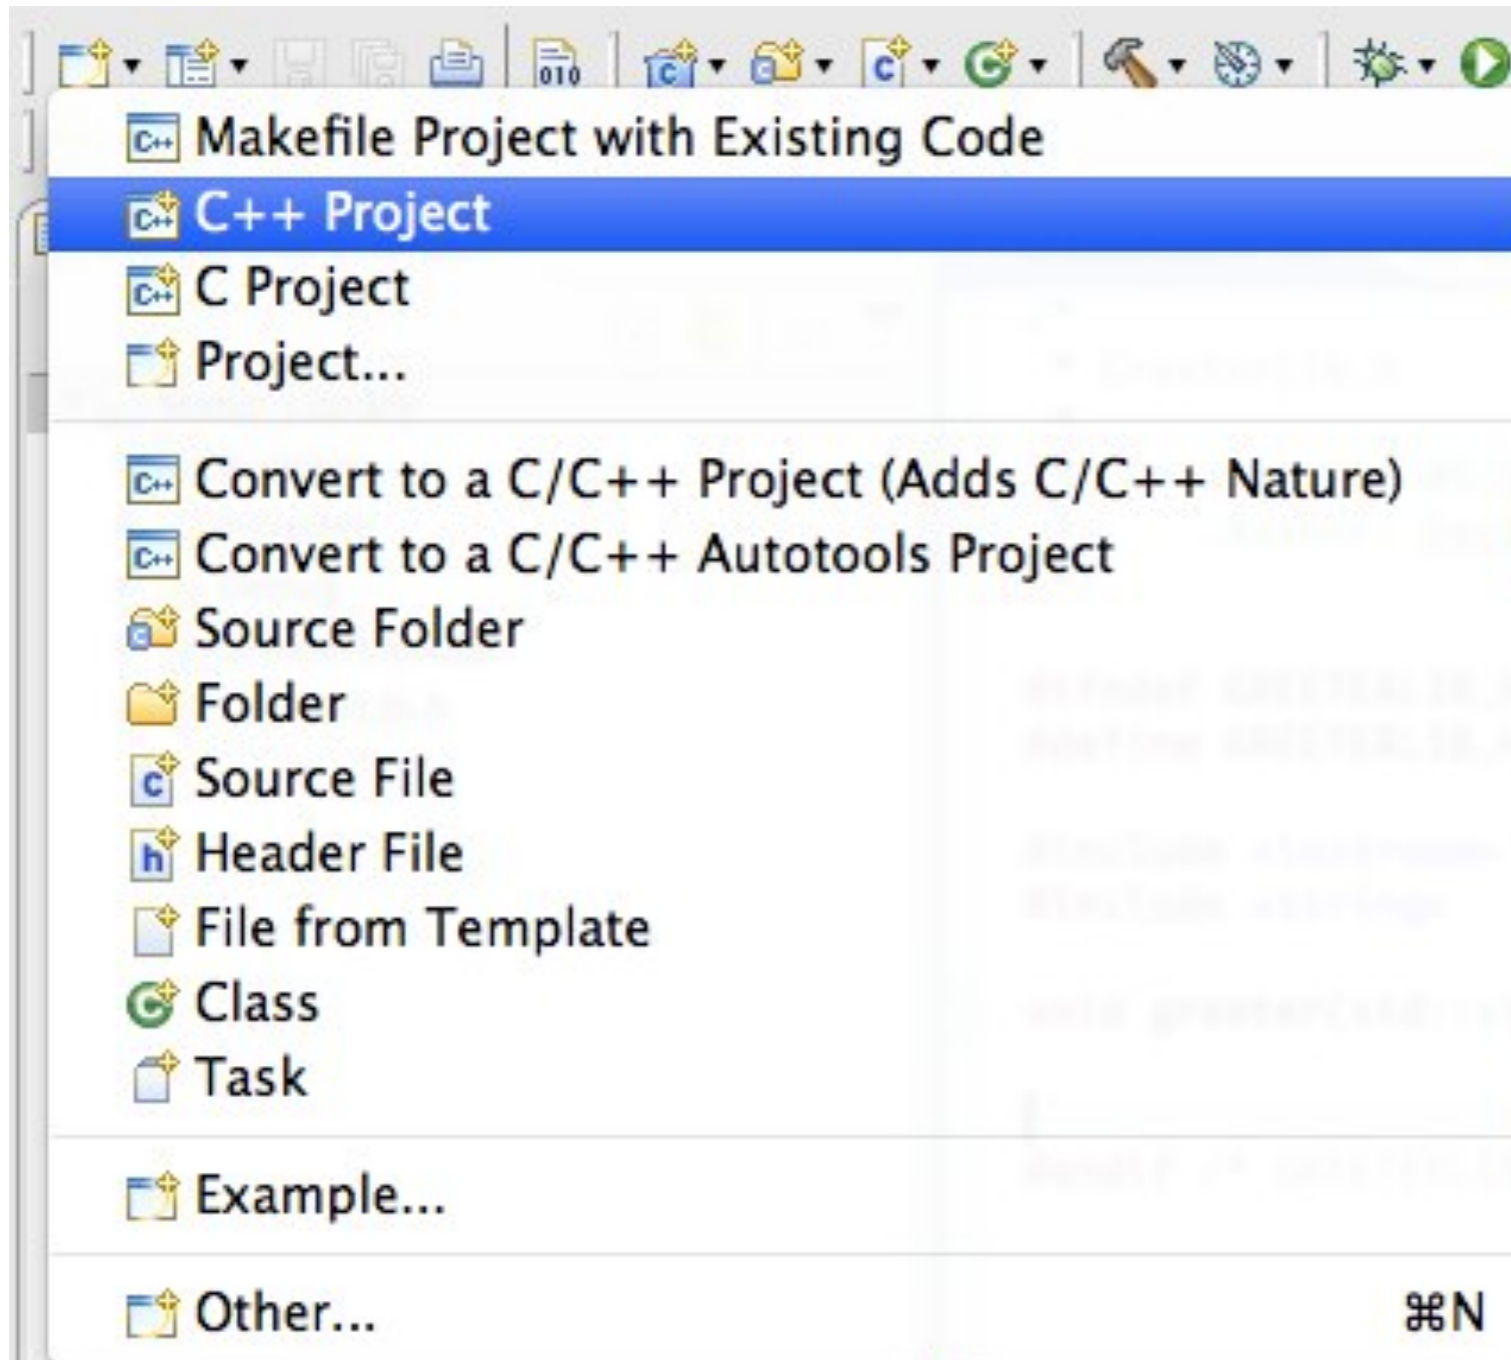 010
Makefile Project with Existing Code
C++ Project
C Project
Project...
Convert to a C/C++ Project (Adds C/C++ Nature)
Convert to a C/C++ Autotools Project
Source Folder
Folder
Source File
Header File
File from Template
Class
Task
Example...
Other... ⌘N